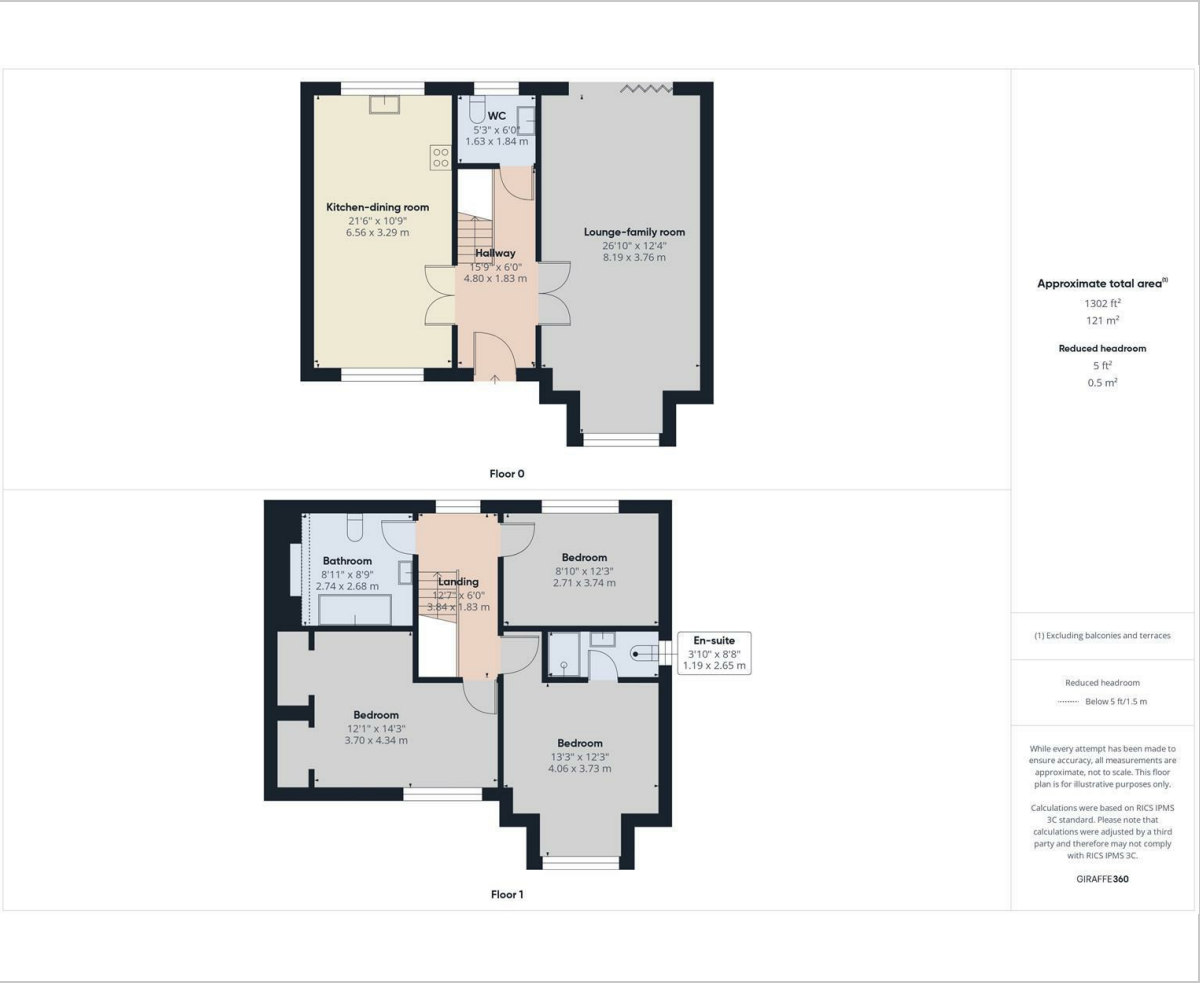 WC
5'3" x 6'0"
1.63 x 1.84 m
Kitchen-dining room
21'6" x 10'9"
6.56 x 3.29 m
Hallway
15'9" x 6'0"
4.80 x 1.83 m
Lounge-family room
26'10" x 12'4"
8.19 x 3.76 m
Floor 0
Bathroom
8'11" x 8'9"
2.74 x 2.68 m
Landing
12'7" x 6'0"
3.84 x 1.83 m
Bedroom
8'10" x 12'3"
2.71 x 3.74 m
En-suite
3'10" x 8'8"
1.19 x 2.65 m
Bedroom
12'1" x 14'3"
3.70 x 4.34 m
Bedroom
13'3" x 12'3"
4.06 x 3.73 m
Floor 1
Approximate total area⁽¹⁾
1302 ft²
121 m²
Reduced headroom
5 ft²
0.5 m²
(1) Excluding balconies and terraces
Reduced headroom
Below 5 ft/1.5 m
While every attempt has been made to
ensure accuracy, all measurements are
approximate, not to scale. This floor
plan is for illustrative purposes only.
Calculations were based on RICS IPMS
3C standard. Please note that
calculations were adjusted by a third
party and therefore may not comply
with RICS IPMS 3C.
GIRAFFE360